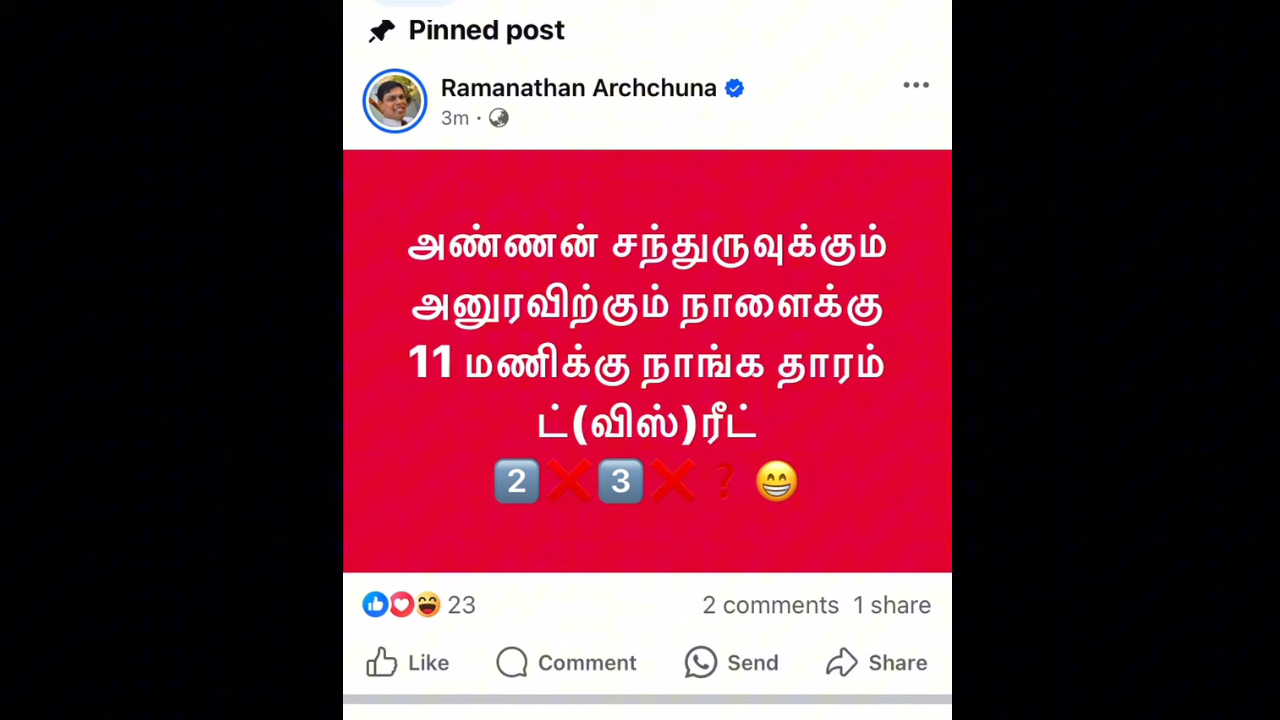 Pinned post
Ramanathan Archchuna
3m ·
அண்ணன் சந்துருவுக்கும்
அனுரவிற்கும் நாளைக்கு
11 மணிக்கு நாங்க தாரம்
ட்(விஸ்)ரீட்
2️⃣❌3️⃣❌❓😁
23
2 comments 1 share
Like Comment Send Share